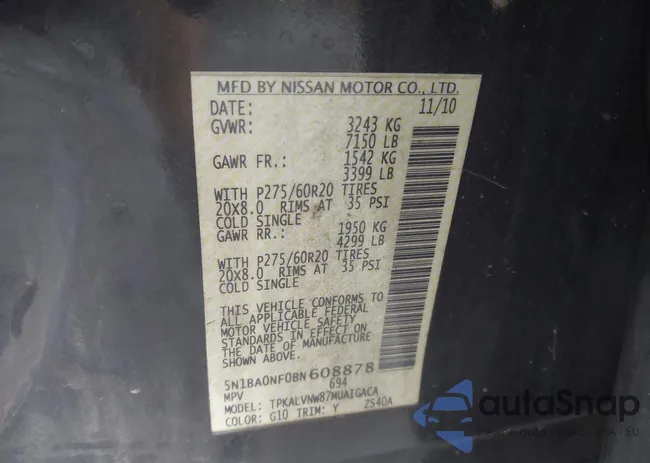 MFD BY NISSAN MOTOR CO., LTD.
DATE: 11/10
GVWR: 3243 KG
7150 LB
GAWR FR.: 1542 KG
3399 LB
WITH P275/60R20 TIRES
20X8.0 RIMS AT 35 PSI
COLD SINGLE
GAWR RR.: 1950 KG
4299 LB
WITH P275/60R20 TIRES
20X8.0 RIMS AT 35 PSI
COLD SINGLE
THIS VEHICLE CONFORMS TO
ALL APPLICABLE FEDERAL
MOTOR VEHICLE SAFETY
STANDARDS IN EFFECT ON
THE DATE OF MANUFACTURE
SHOWN ABOVE.
5N1BA0NF0BN608878
MPV 694
MODEL: TPKALVNW87MUAIGACA
COLOR: G10 TRIM: Y ZS40A
autoSnap